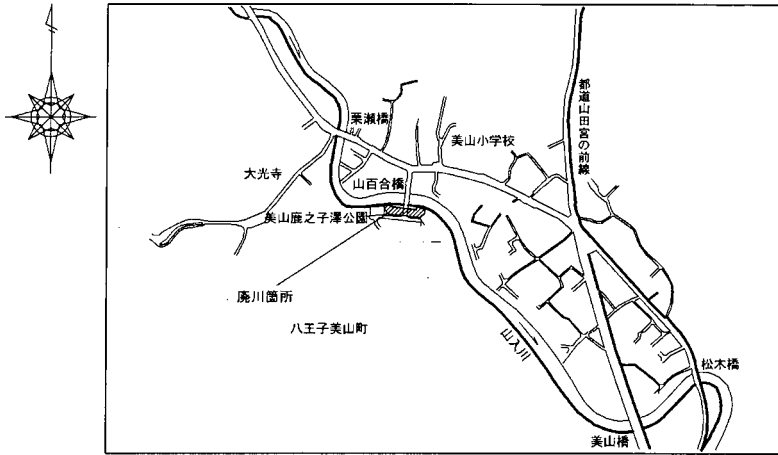 栗瀬橋
美山小学校
都道山田宮の前線
大光寺
山百合橋
美山鹿之子澤公園
廃川箇所
八王子美山町
山入川
松木橋
美山橋